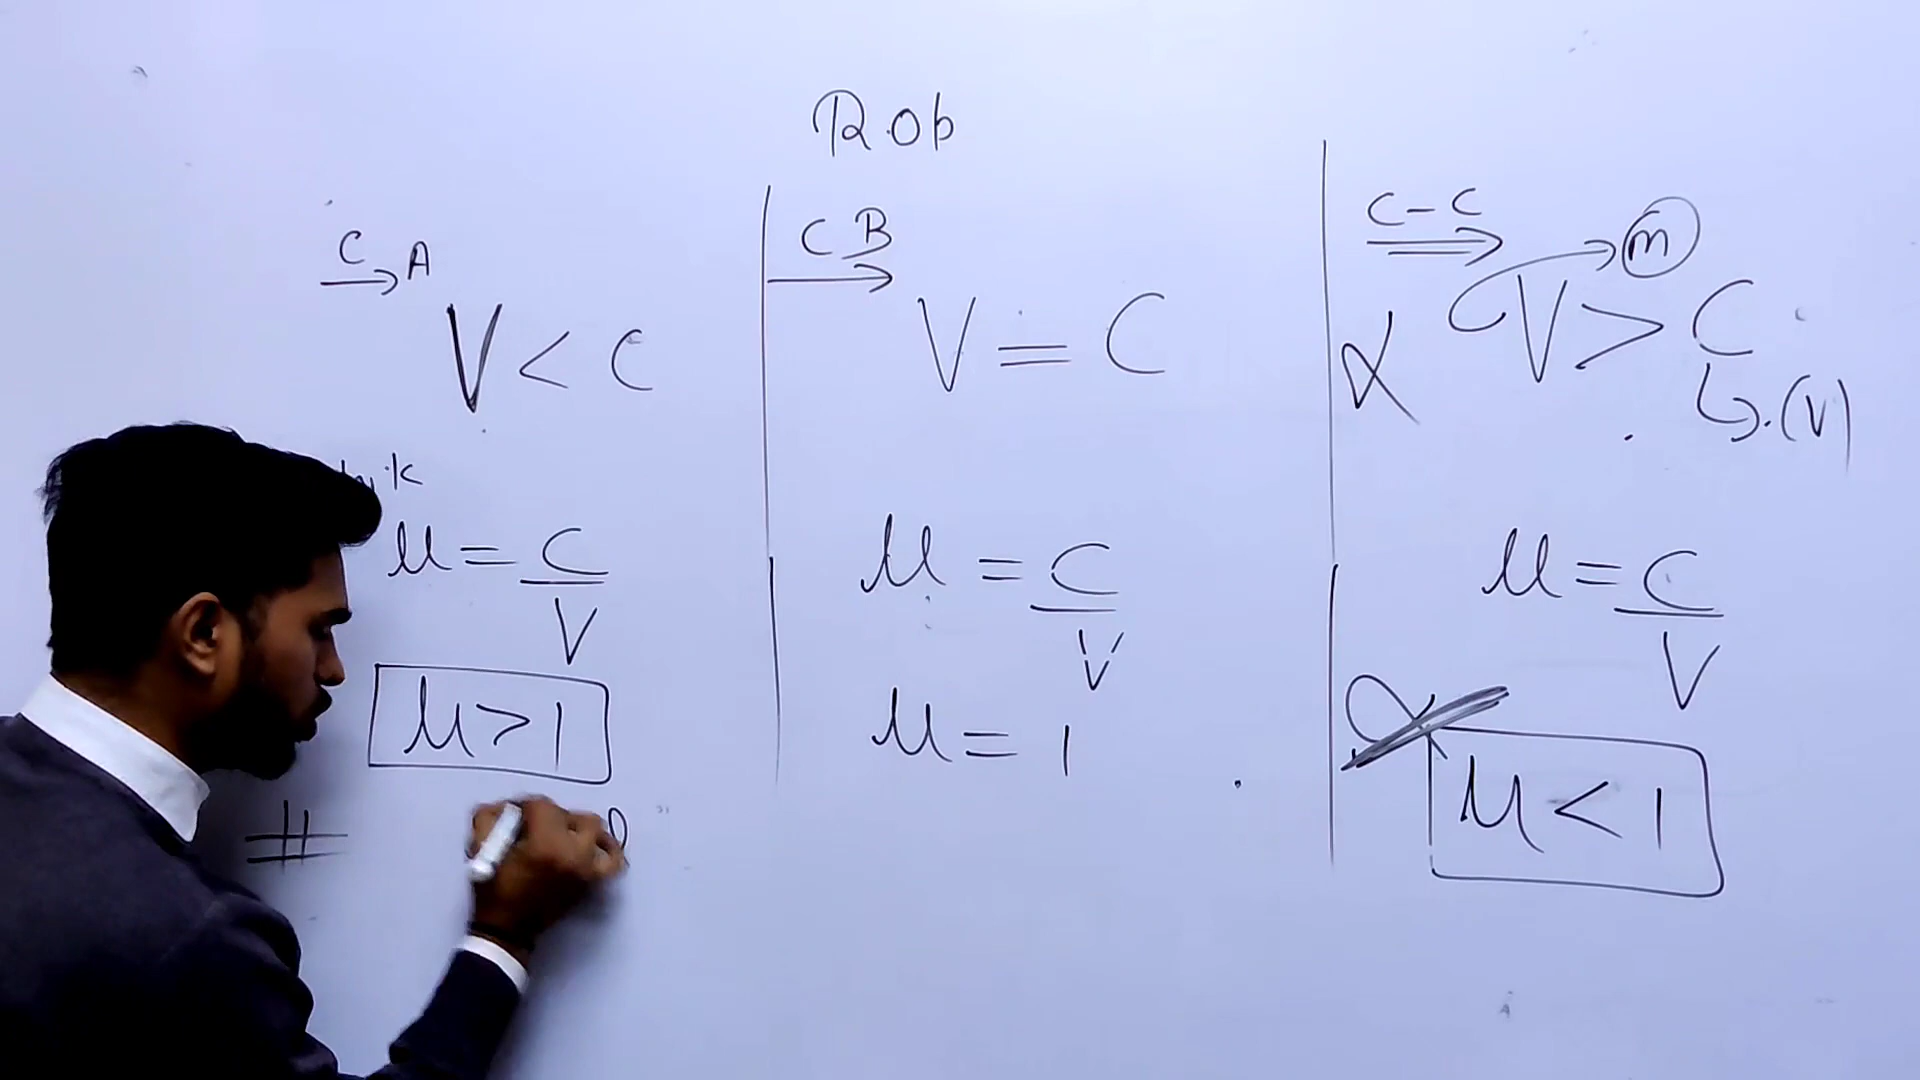 Rob
C A
V < C
μ = C
V
μ > 1
C B
V = C
μ = C
V
μ = 1
C - C
m
V > C
(V)
μ = C
V
μ < 1
#